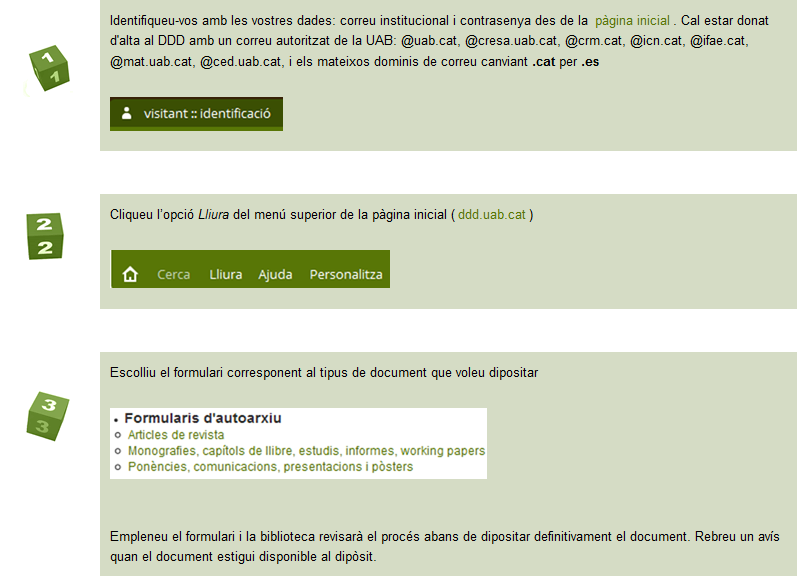 1
1
Identifiqueu-vos amb les vostres dades: correu institucional i contrasenya des de la pàgina inicial . Cal estar donat
d'alta al DDD amb un correu autoritzat de la UAB: @uab.cat, @cresa.uab.cat, @crm.cat, @icn.cat, @ifae.cat,
@mat.uab.cat, @ced.uab.cat, i els mateixos dominis de correu canviant .cat per .es
visitant :: identificació
2
2
Cliqueu l'opció Lliura del menú superior de la pàgina inicial ( ddd.uab.cat )
Cerca Lliura Ajuda Personalitza
3
3
Escolliu el formulari corresponent al tipus de document que voleu dipositar
• Formularis d'autoarxiu
Articles de revista
Monografies, capítols de llibre, estudis, informes, working papers
Ponències, comunicacions, presentacions i pòsters
Empleneu el formulari i la biblioteca revisarà el procés abans de dipositar definitivament el document. Rebreu un avís
quan el document estigui disponible al dipòsit.